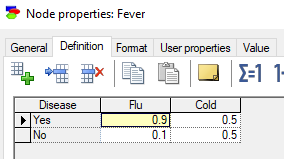 Node properties: Fever
General Definition Format User properties Value
Σ=1
Disease Flu Cold
Yes 0.9 0.5
No 0.1 0.5